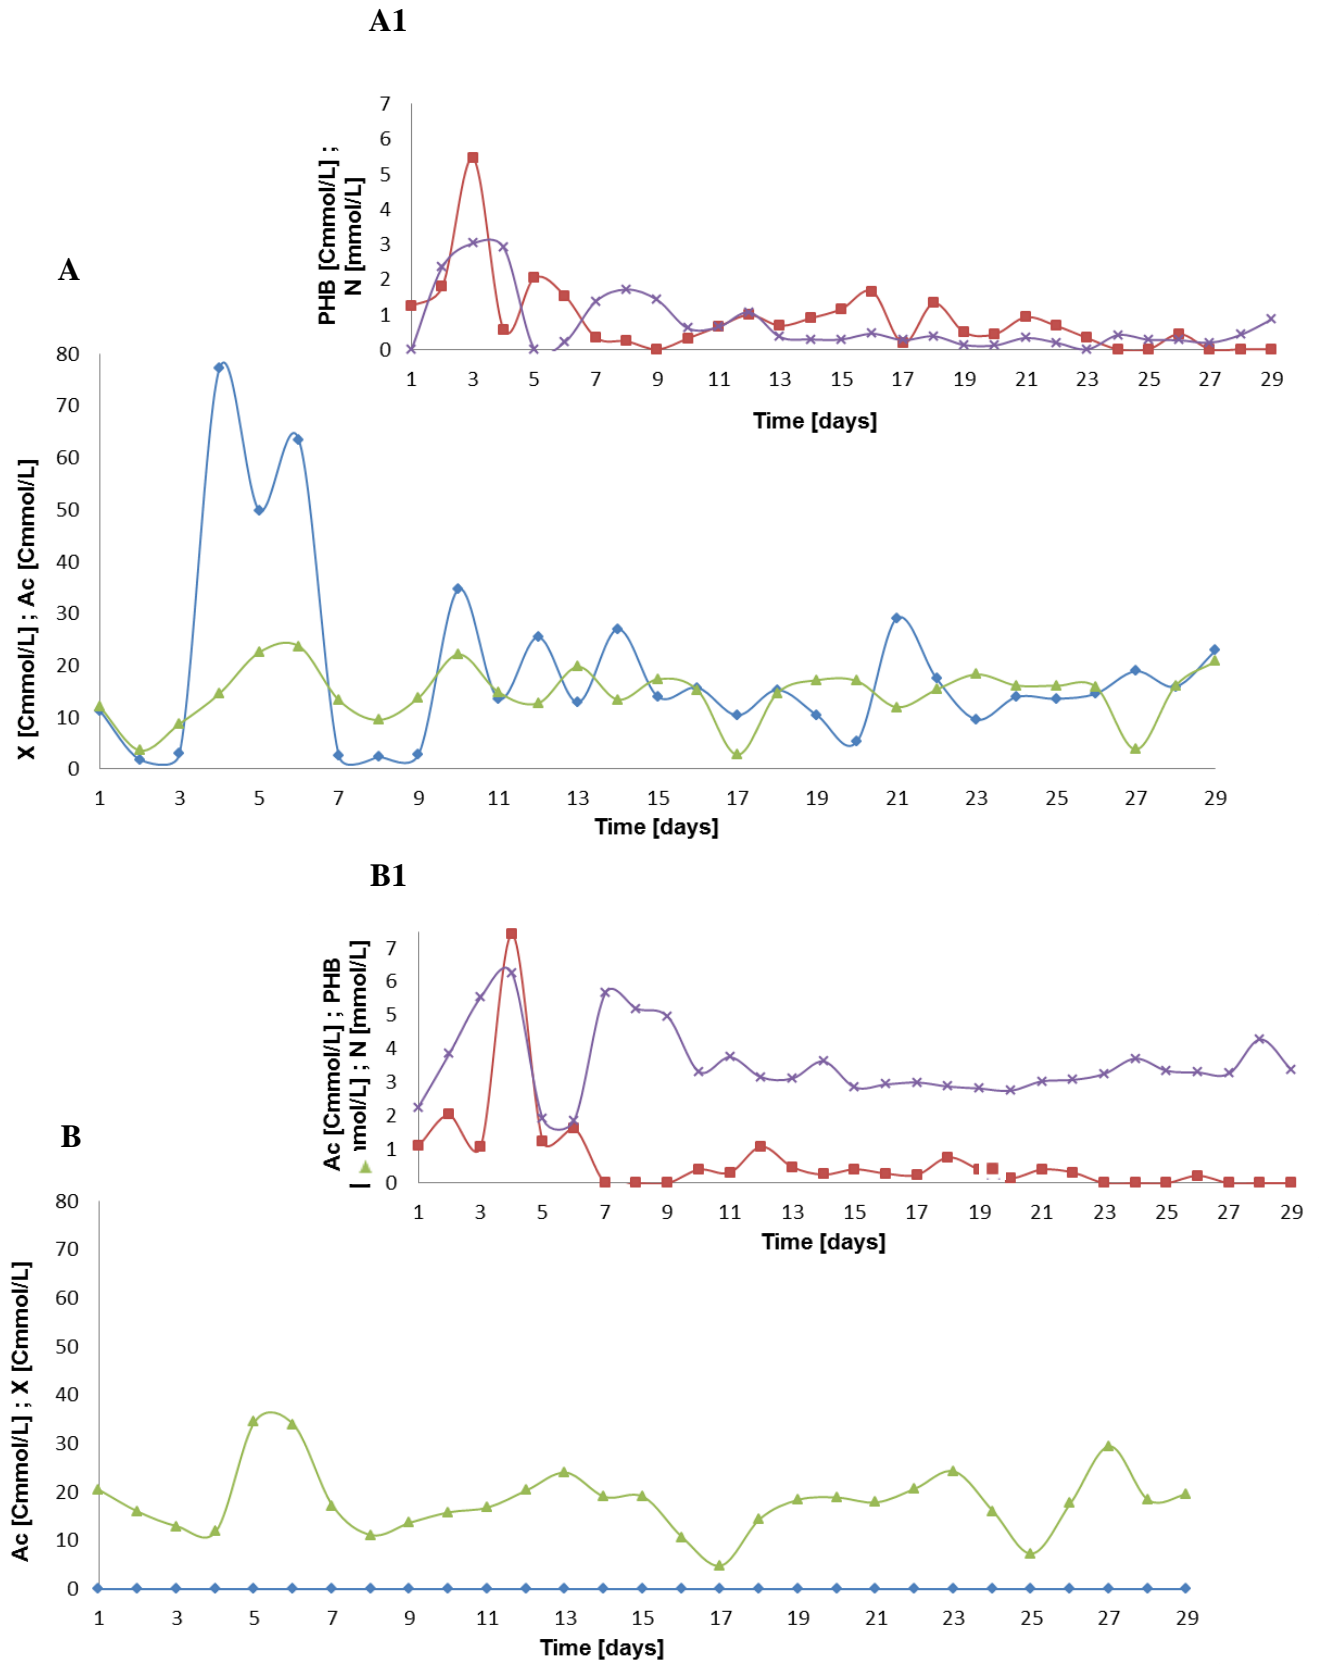 A1
7
6
5
4
3
2
1
0
PHB [Cmmol/L] ;
N [mmol/L]
1 3 5 7 9 11 13 15 17 19 21 23 25 27 29
Time [days]
A
80
70
60
50
40
30
20
10
0
X [Cmmol/L] ; Ac [Cmmol/L]
1 3 5 7 9 11 13 15 17 19 21 23 25 27 29
Time [days]
B1
7
6
5
4
3
2
1
0
Ac [Cmmol/L] ; PHB
[ mol/L] ; N [mmol/L]
1 3 5 7 9 11 13 15 17 19 21 23 25 27 29
Time [days]
B
80
70
60
50
40
30
20
10
0
Ac [Cmmol/L] ; X [Cmmol/L]
1 3 5 7 9 11 13 15 17 19 21 23 25 27 29
Time [days]